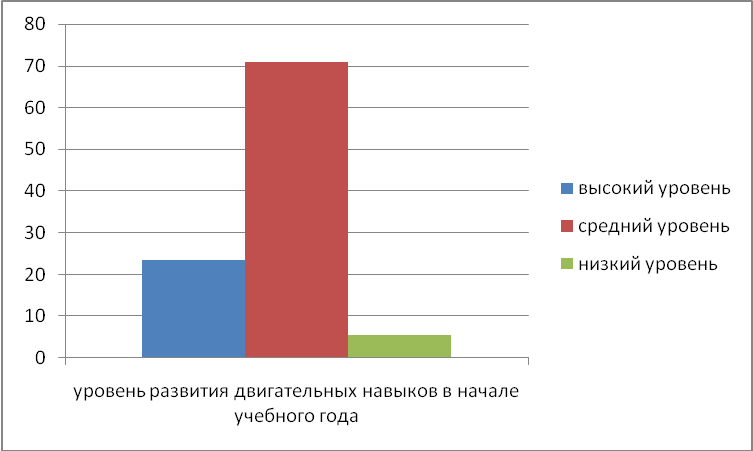 80
70
60
50
40
30
20
10
0
высокий уровень
средний уровень
низкий уровень
уровень развития двигательных навыков в начале
учебного года